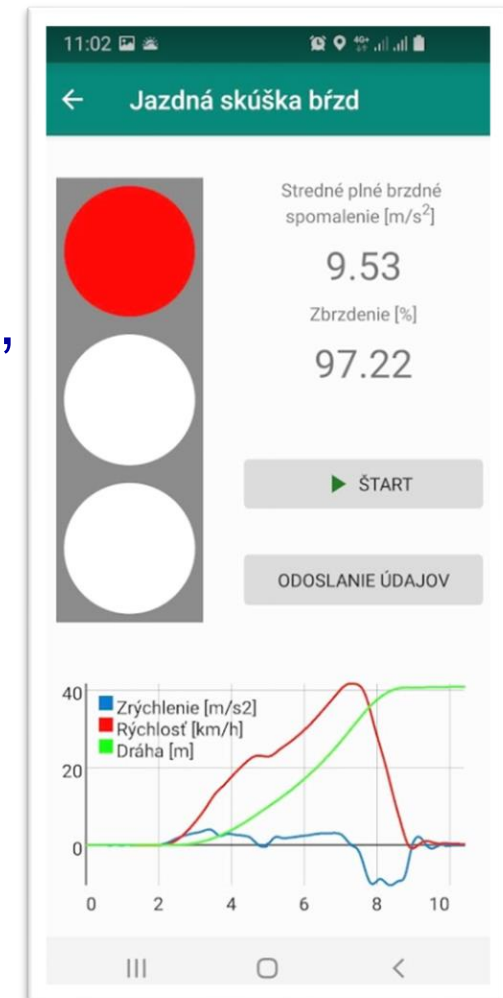 11:02
4G+
← Jazdná skúška bŕzd
,
Stredné plné brzdné
spomalenie [m/s²]
9.53
Zbrzdenie [%]
97.22
ŠTART
ODOSLANIE ÚDAJOV
Zrýchlenie [m/s2]
Rýchlosť [km/h]
Dráha [m]
40
20
0
0 2 4 6 8 10